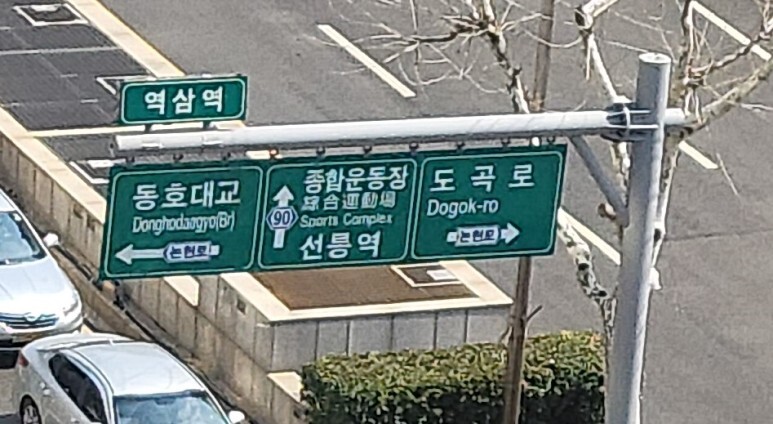 역삼역
동호대교
Donghodaegyo(Br)
논현로
종합운동장
綜合運動場
90
Sports Complex
선릉역
도곡로
Dogok-ro
논현로